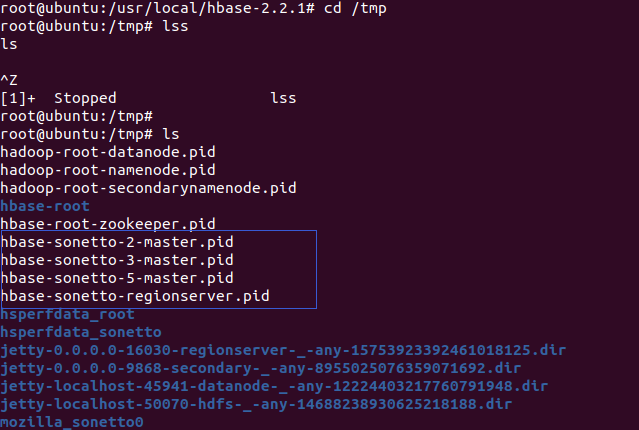 root@ubuntu:/usr/local/hbase-2.2.1# cd /tmp
root@ubuntu:/tmp# lss
ls
^Z
[1]+  Stopped                 lss
root@ubuntu:/tmp#
root@ubuntu:/tmp# ls
hadoop-root-datanode.pid
hadoop-root-namenode.pid
hadoop-root-secondarynamenode.pid
hbase-root
hbase-root-zookeeper.pid
hbase-sonetto-2-master.pid
hbase-sonetto-3-master.pid
hbase-sonetto-5-master.pid
hbase-sonetto-regionserver.pid
hsperfdata_root
hsperfdata_sonetto
jetty-0.0.0.0-16030-regionserver-_-any-15753923392461018125.dir
jetty-0.0.0.0-9868-secondary-_-any-8955025076359071692.dir
jetty-localhost-45941-datanode-_-any-12224403217760791948.dir
jetty-localhost-50070-hdfs-_-any-14688238930625218188.dir
mozilla_sonetto0